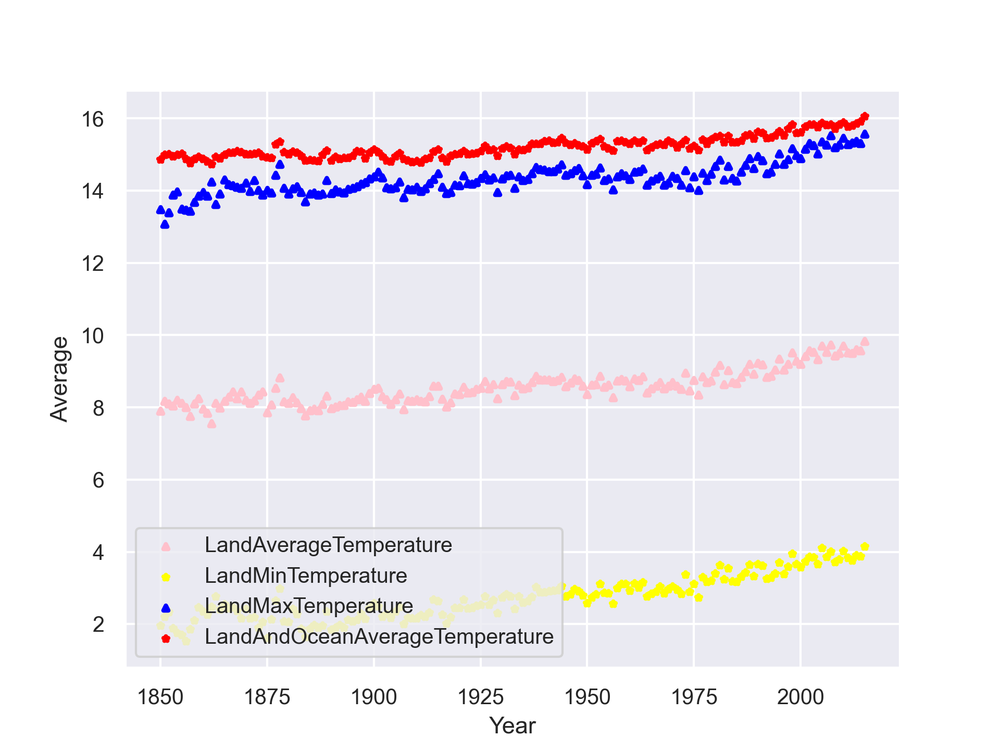 16
14
12
10
8
6
4
2
Average
LandAverageTemperature
LandMinTemperature
LandMaxTemperature
LandAndOceanAverageTemperature
1850 1875 1900 1925 1950 1975 2000
Year